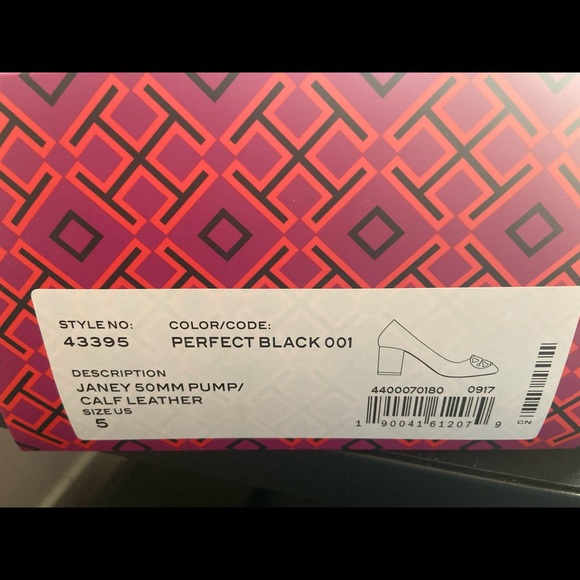 STYLE NO: COLOR/CODE:
43395 PERFECT BLACK 001
DESCRIPTION
JANEY 50MM PUMP/
CALF LEATHER
SIZE US
5
4400070180 0917
1 90041 61207 9
CN